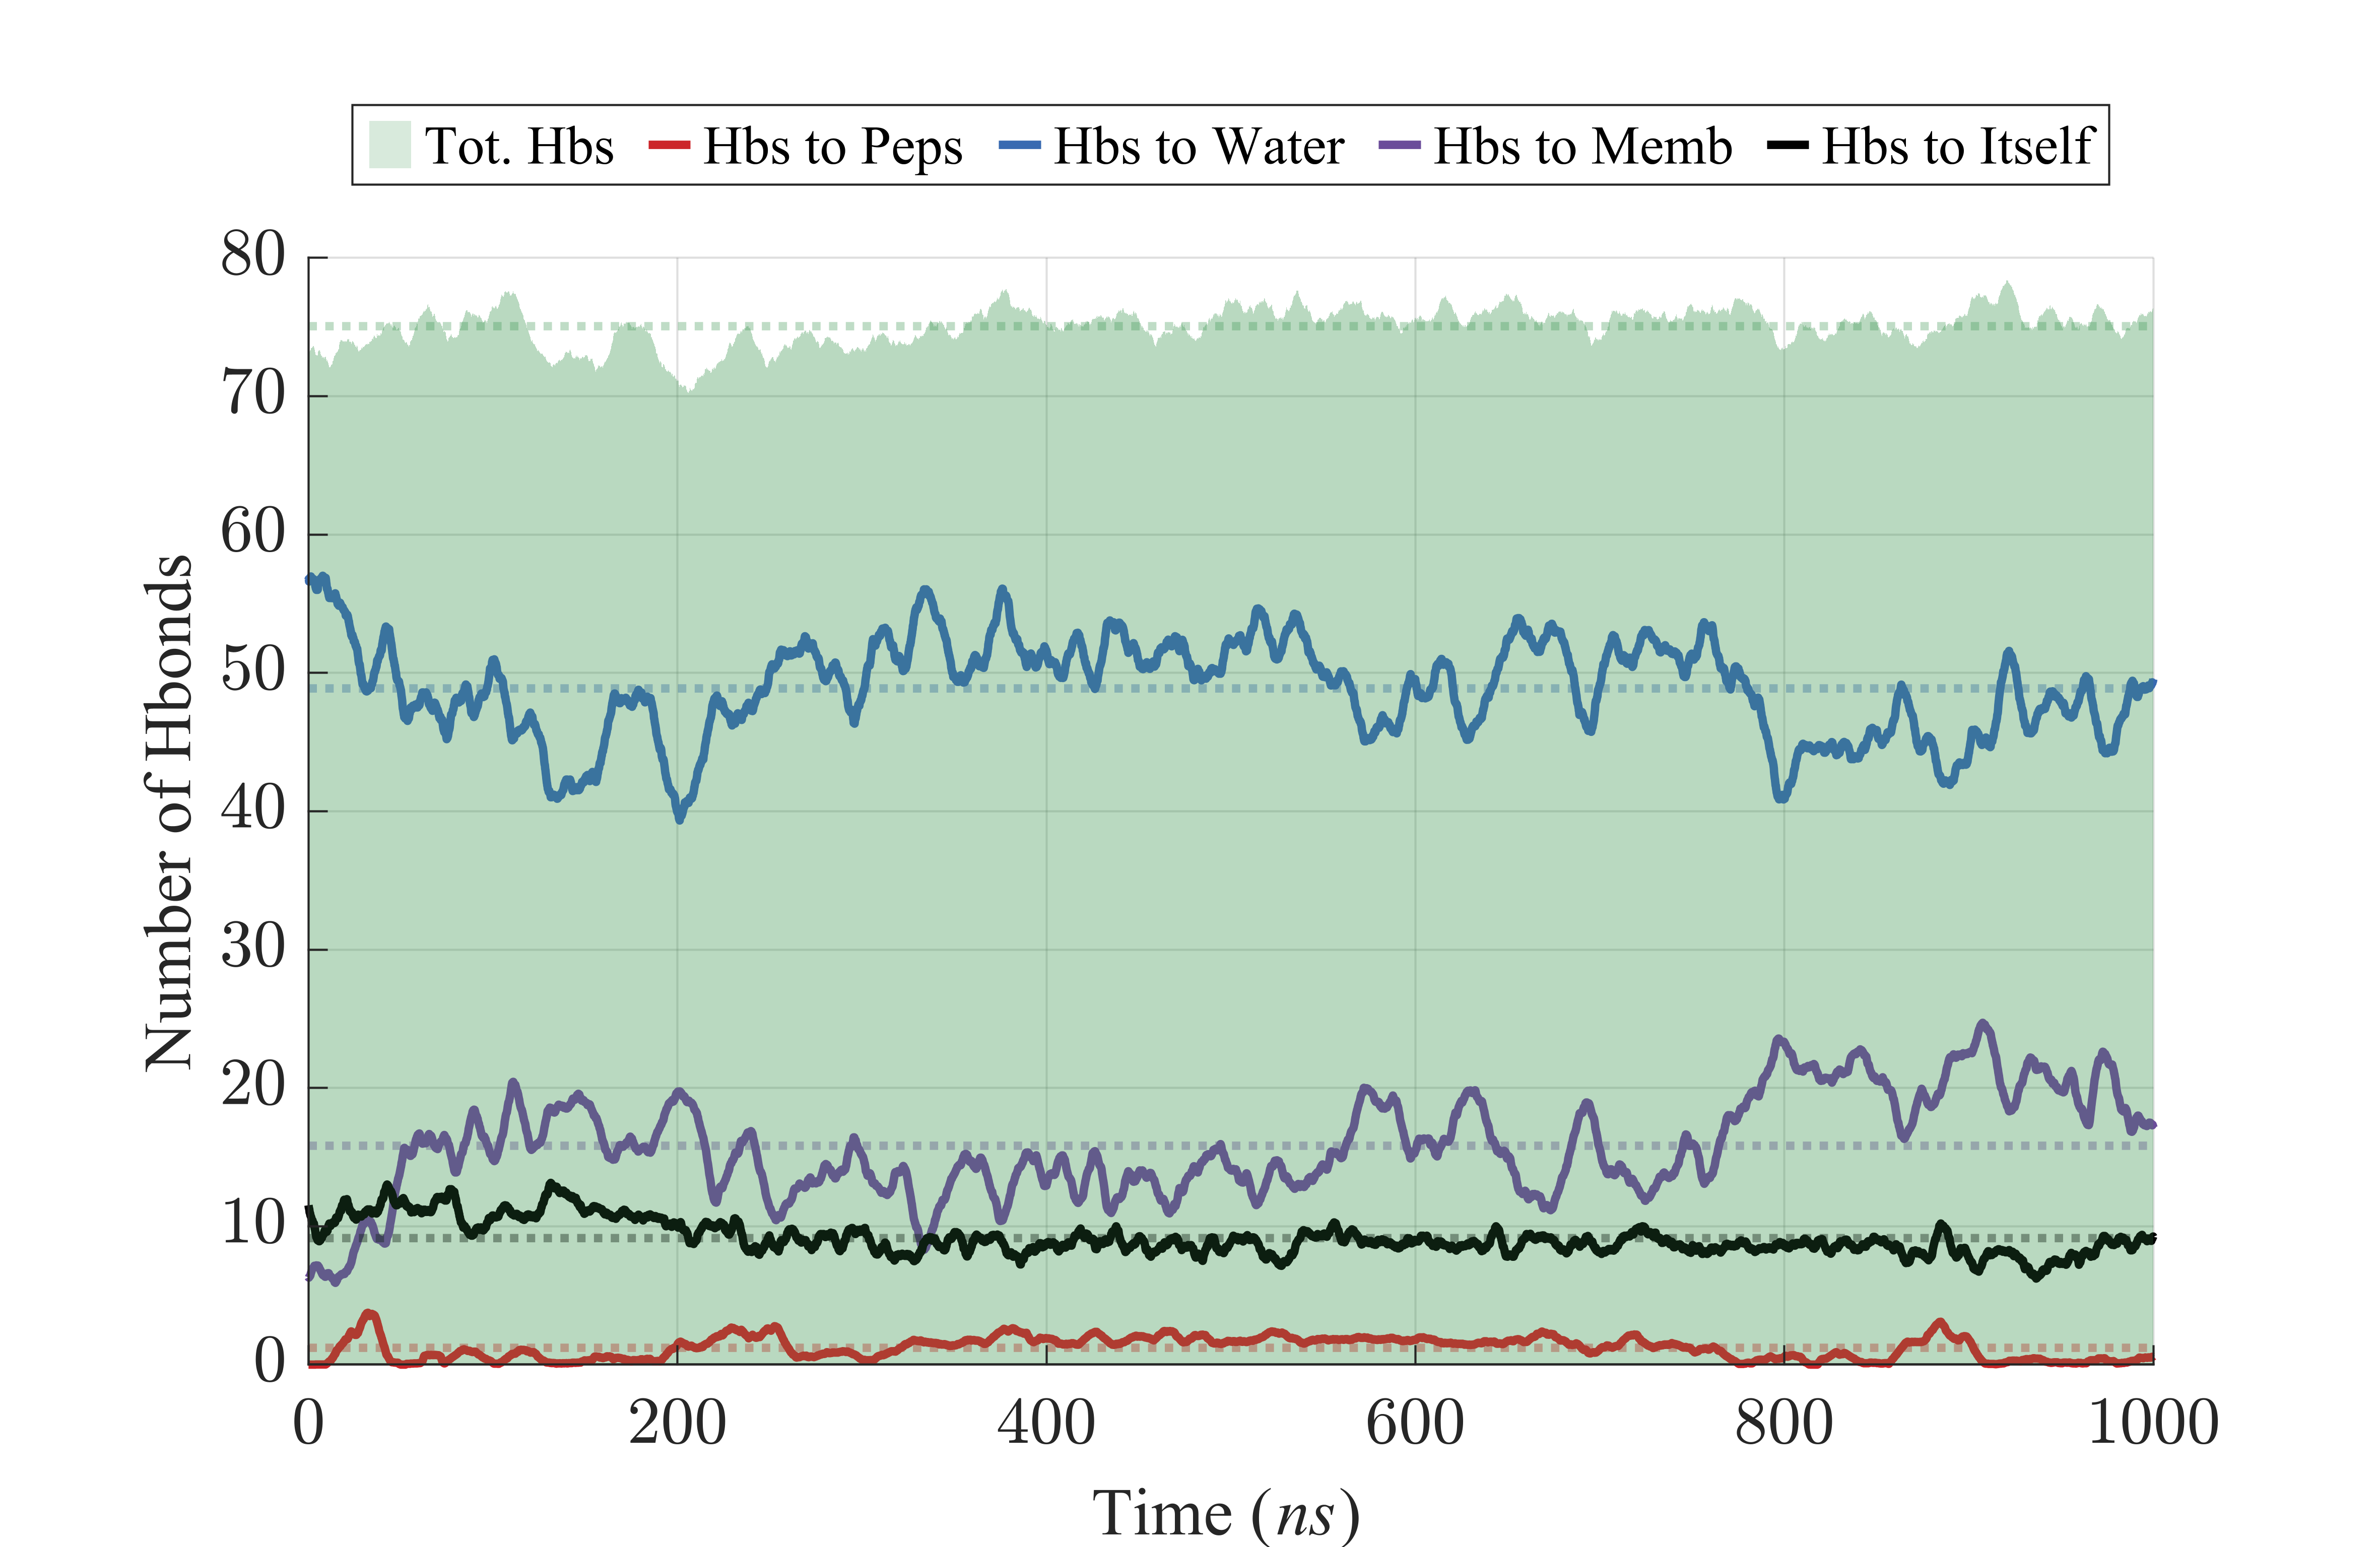 Tot. Hbs Hbs to Peps Hbs to Water Hbs to Memb Hbs to Itself
80
70
60
50
40
30
20
10
0
Number of Hbonds
0 200 400 600 800 1000
Time (ns)